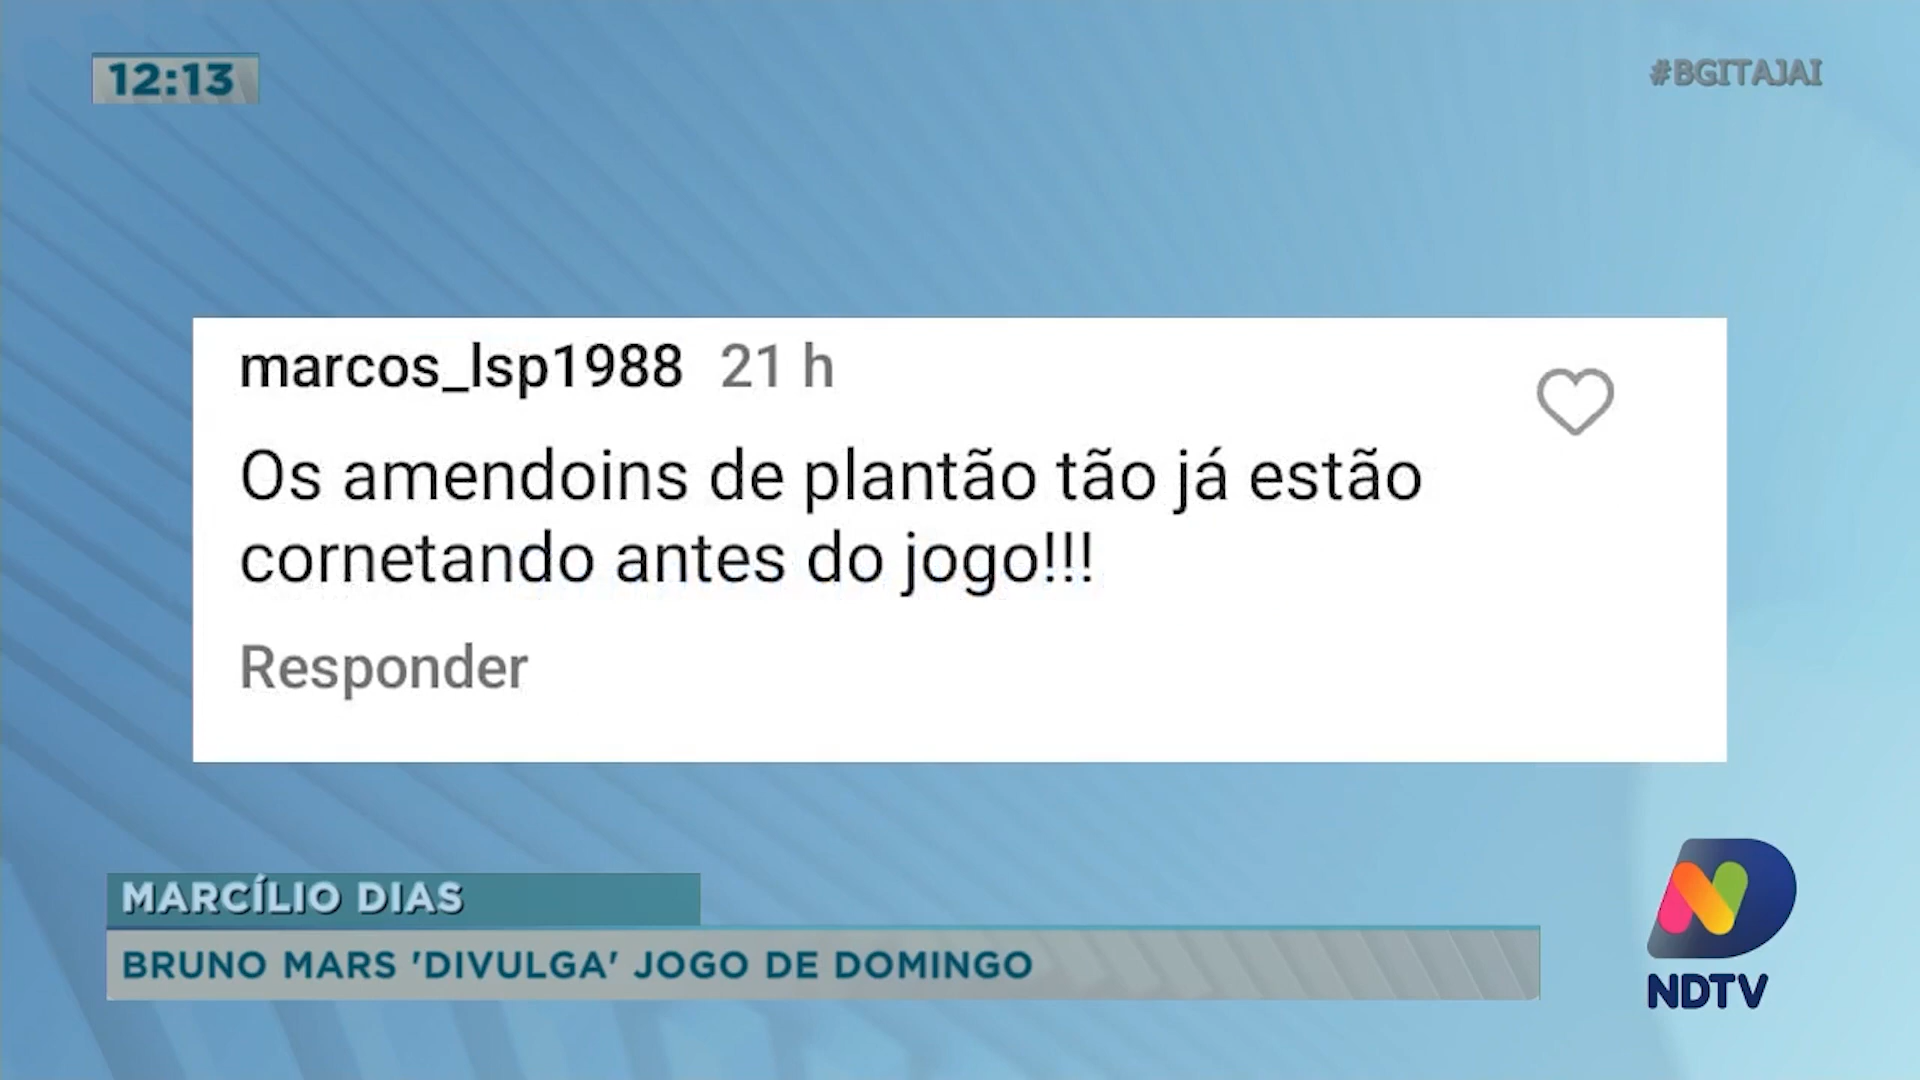 12:13
#BGITAJAI
marcos_lsp1988 21 h
Os amendoins de plantão tão já estão
cornetando antes do jogo!!!
Responder
MARCÍLIO DIAS
BRUNO MARS 'DIVULGA' JOGO DE DOMINGO
NDTV